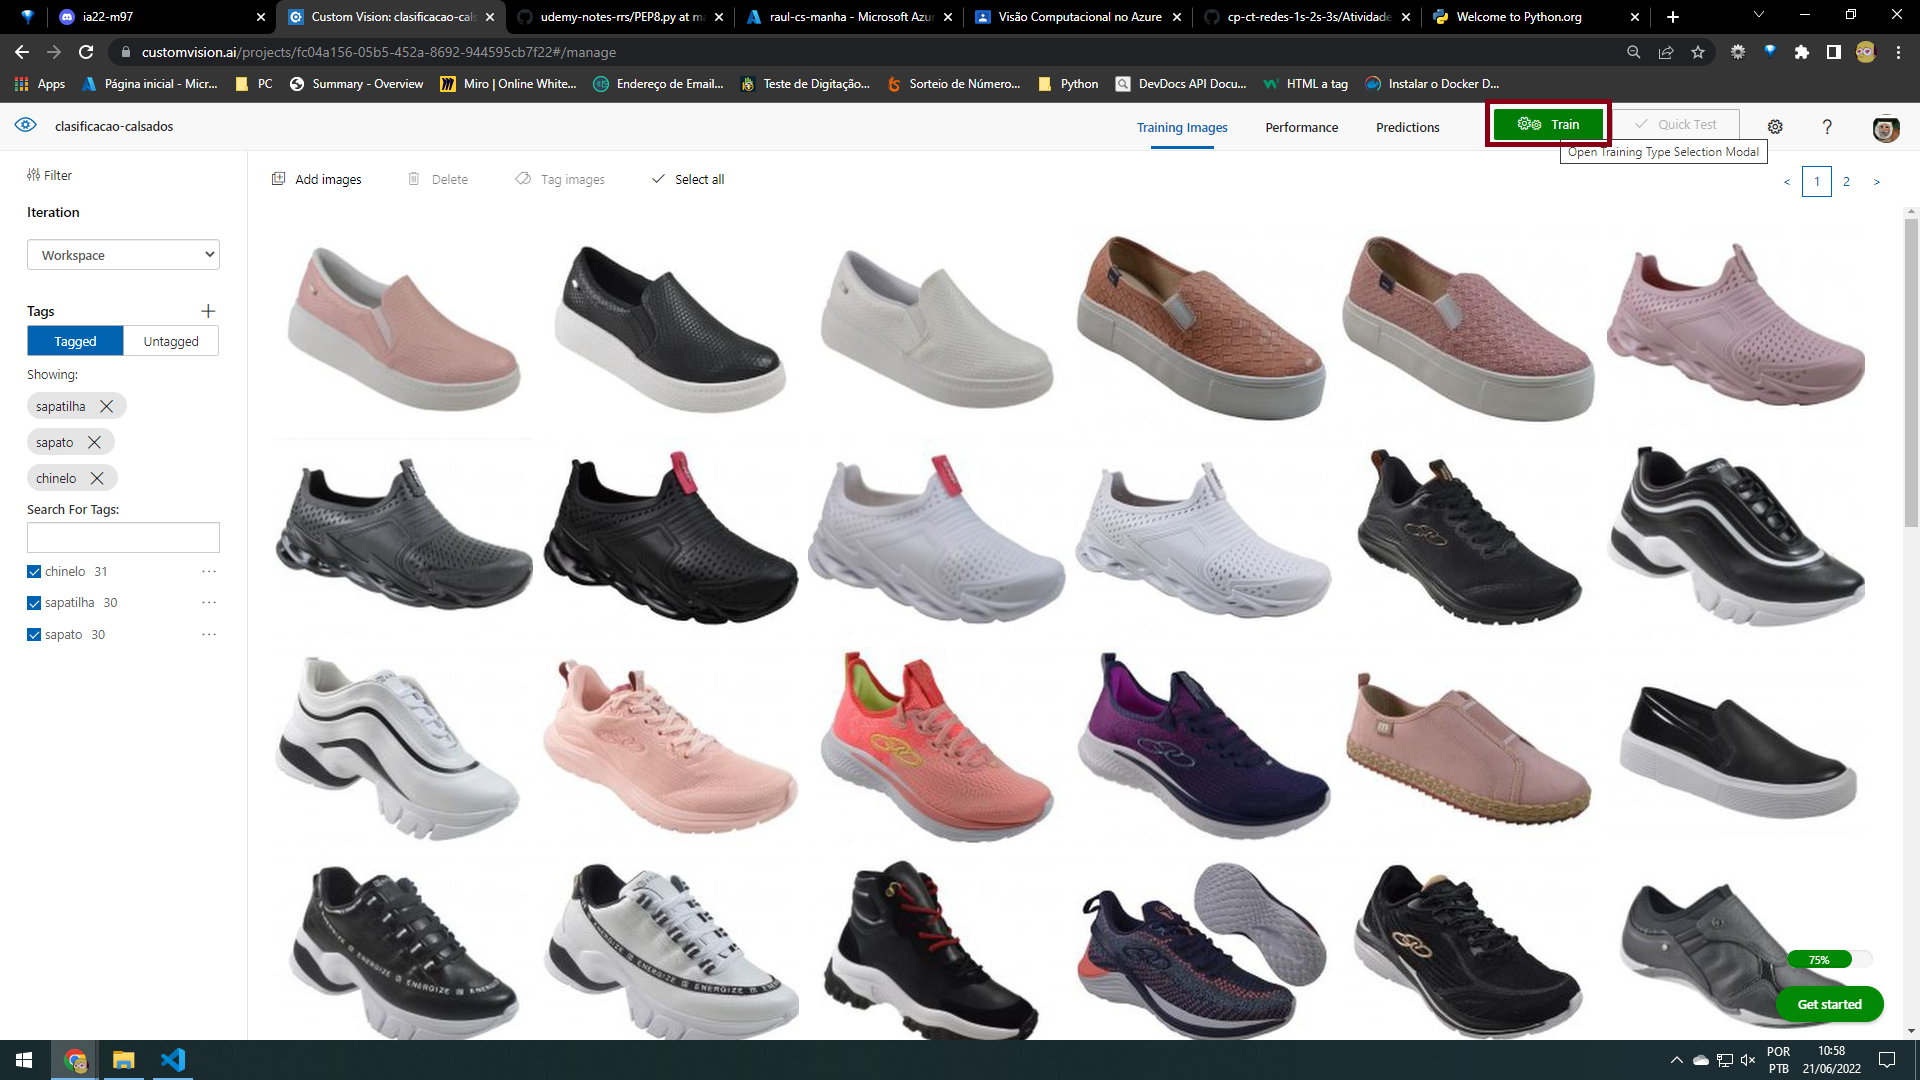 ia22-m97
Custom Vision: clasificacao-cals
udemy-notes-rrs/PEP8.py at ma
raul-cs-manha - Microsoft Azur
Visão Computacional no Azure
cp-ct-redes-1s-2s-3s/Atividade
Welcome to Python.org
customvision.ai/projects/fc04a156-05b5-452a-8692-944595cb7f22#/manage
Apps
Página inicial - Micr...
PC
Summary - Overview
Miro | Online White...
Endereço de Email...
Teste de Digitação...
Sorteio de Número...
Python
DevDocs API Docu...
HTML a tag
Instalar o Docker D...
clasificacao-calsados
Training Images
Performance
Predictions
Train
Quick Test
?
Open Training Type Selection Modal
Filter
Add images
Delete
Tag images
Select all
< 1 2 >
Iteration
Workspace
Tags
Tagged
Untagged
Showing:
sapatilha
sapato
chinelo
Search For Tags:
chinelo 31 ...
sapatilha 30 ...
sapato 30 ...
ENERGIZE
ENERGIZE
75%
Get started
POR
PTB
10:58
21/06/2022